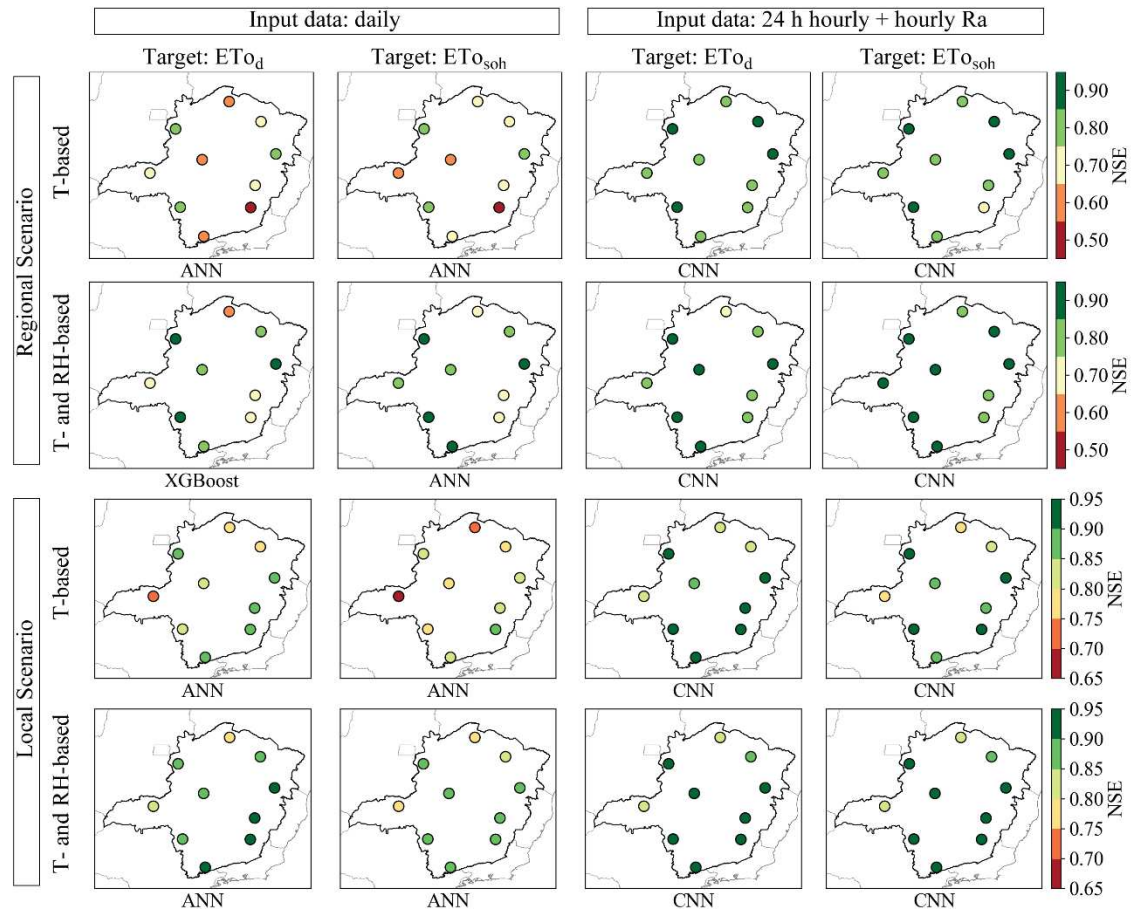 Input data: daily
Input data: 24 h hourly + hourly Ra
Target: ETo_d
Target: ETo_soh
Target: ETo_d
Target: ETo_soh
Regional Scenario
T-based
ANN
ANN
CNN
CNN
0.90
0.80
0.70
0.60
0.50
NSE
T- and RH-based
XGBoost
ANN
CNN
CNN
0.90
0.80
0.70
0.60
0.50
NSE
Local Scenario
T-based
ANN
ANN
CNN
CNN
0.95
0.90
0.85
0.80
0.75
0.70
0.65
NSE
T- and RH-based
ANN
ANN
CNN
CNN
0.95
0.90
0.85
0.80
0.75
0.70
0.65
NSE